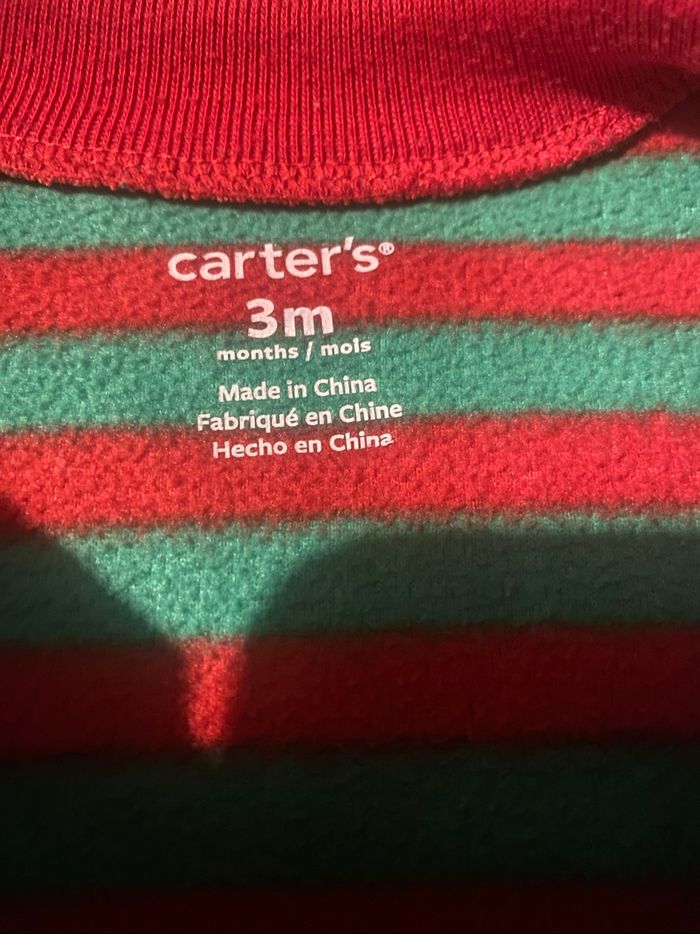 carter's®
3m
months / mois
Made in China
Fabriqué en Chine
Hecho en China